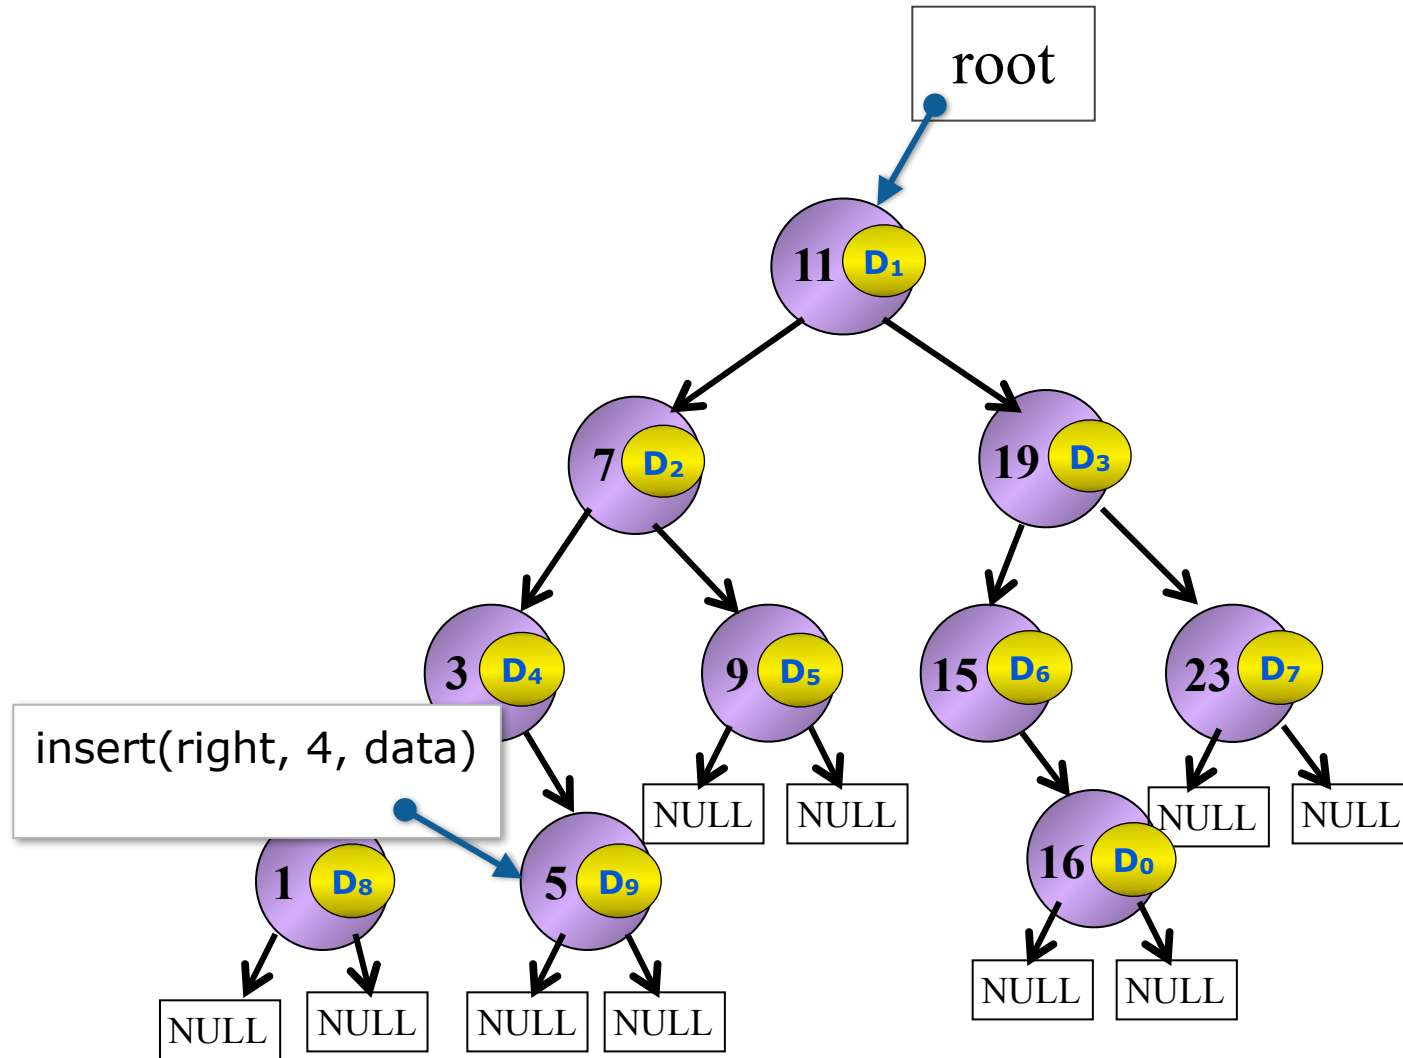 root
11 D₁
7 D₂
19 D₃
3 D₄
9 D₅
15 D₆
23 D₇
insert(right, 4, data)
NULL
NULL
NULL
NULL
1 D₈
5 D₉
16 D₀
NULL
NULL
NULL
NULL
NULL
NULL